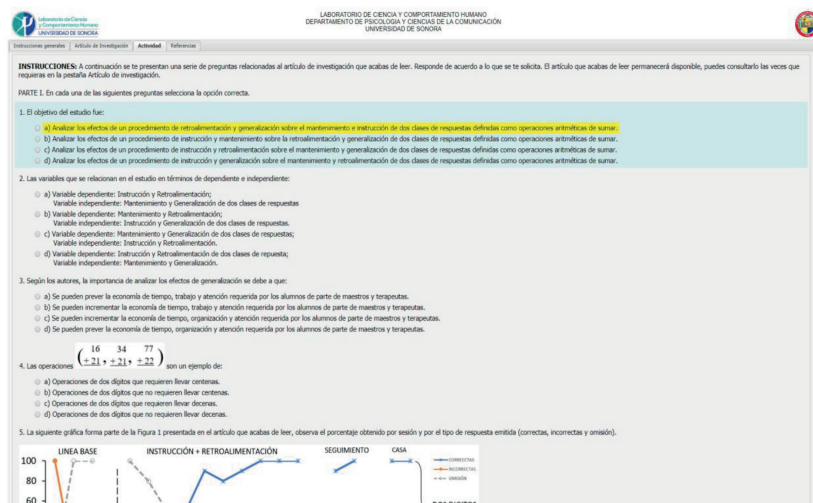 Laboratorio de Ciencia
y Comportamiento Humano
UNIVERSIDAD DE SONORA
LABORATORIO DE CIENCIA Y COMPORTAMIENTO HUMANO
DEPARTAMENTO DE PSICOLOGIA Y CIENCIAS DE LA COMUNICACIÓN
UNIVERSIDAD DE SONORA
Instrucciones generales Artículo de Investigación Actividad Referencias
INSTRUCCIONES: A continuación se te presentan una serie de preguntas relacionadas al artículo de investigación que acabas de leer. Responde de acuerdo a lo que se te solicita. El artículo que acabas de leer permanecerá disponible, puedes consultarlo las veces que
requieras en la pestaña Artículo de investigación.
PARTE I. En cada una de las siguientes preguntas selecciona la opción correcta.
1. El objetivo del estudio fue:
a) Analizar los efectos de un procedimiento de retroalimentación y generalización sobre el mantenimiento e instrucción de dos clases de respuestas definidas como operaciones aritméticas de sumar.
b) Analizar los efectos de un procedimiento de instrucción y mantenimiento sobre la retroalimentación y generalización de dos clases de respuestas definidas como operaciones aritméticas de sumar.
c) Analizar los efectos de un procedimiento de instrucción y retroalimentación sobre el mantenimiento y generalización de dos clases de respuestas definidas como operaciones aritméticas de sumar.
d) Analizar los efectos de un procedimiento de instrucción y generalización sobre el mantenimiento y retroalimentación de dos clases de respuestas definidas como operaciones aritméticas de sumar.
2. Las variables que se relacionan en el estudio en términos de dependiente e independiente:
a) Variable dependiente: Instrucción y Retroalimentación;
Variable independiente: Mantenimiento y Generalización de dos clases de respuestas
b) Variable dependiente: Mantenimiento y Retroalimentación;
Variable independiente: Instrucción y Generalización de dos clases de respuestas.
c) Variable dependiente: Mantenimiento y Generalización de dos clases de respuestas;
Variable independiente: Instrucción y Retroalimentación.
d) Variable dependiente: Instrucción y Retroalimentación de dos clases de repuesta;
Variable independiente: Mantenimiento y Generalización.
3. Según los autores, la importancia de analizar los efectos de generalización se debe a que:
a) Se pueden prever la economía de tiempo, trabajo y atención requerida por los alumnos de parte de maestros y terapeutas.
b) Se pueden incrementar la economía de tiempo, trabajo y atención requerida por los alumnos de parte de maestros y terapeutas.
c) Se pueden incrementar la economía de tiempo, organización y atención requerida por los alumnos de parte de maestros y terapeutas.
d) Se pueden prever la economía de tiempo, organización y atención requerida por los alumnos de parte de maestros y terapeutas.
16 34 77
4. Las operaciones ( +21 , +21 , +22 ) son un ejemplo de:
a) Operaciones de dos dígitos que requieren llevar centenas.
b) Operaciones de dos dígitos que no requieren llevar centenas.
c) Operaciones de dos dígitos que requieren llevar decenas.
d) Operaciones de dos dígitos que no requieren llevar decenas.
5. La siguiente gráfica forma parte de la Figura 1 presentada en el artículo que acabas de leer, observa el porcentaje obtenido por sesión y por el tipo de respuesta emitida (correctas, incorrectas y omisión).
LINEA BASE INSTRUCCIÓN + RETROALIMENTACIÓN SEGUIMIENTO CASA
100
80
60
CORRECTAS
INCORRECTAS
OMISIÓN